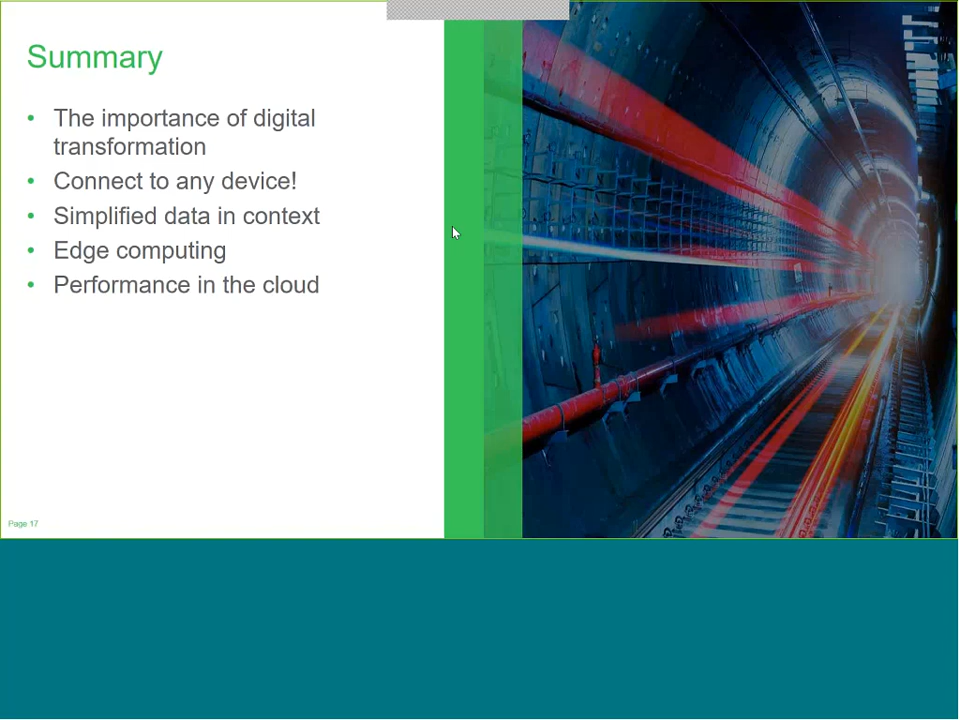 Summary
• The importance of digital
transformation
• Connect to any device!
• Simplified data in context
• Edge computing
• Performance in the cloud
Page 17